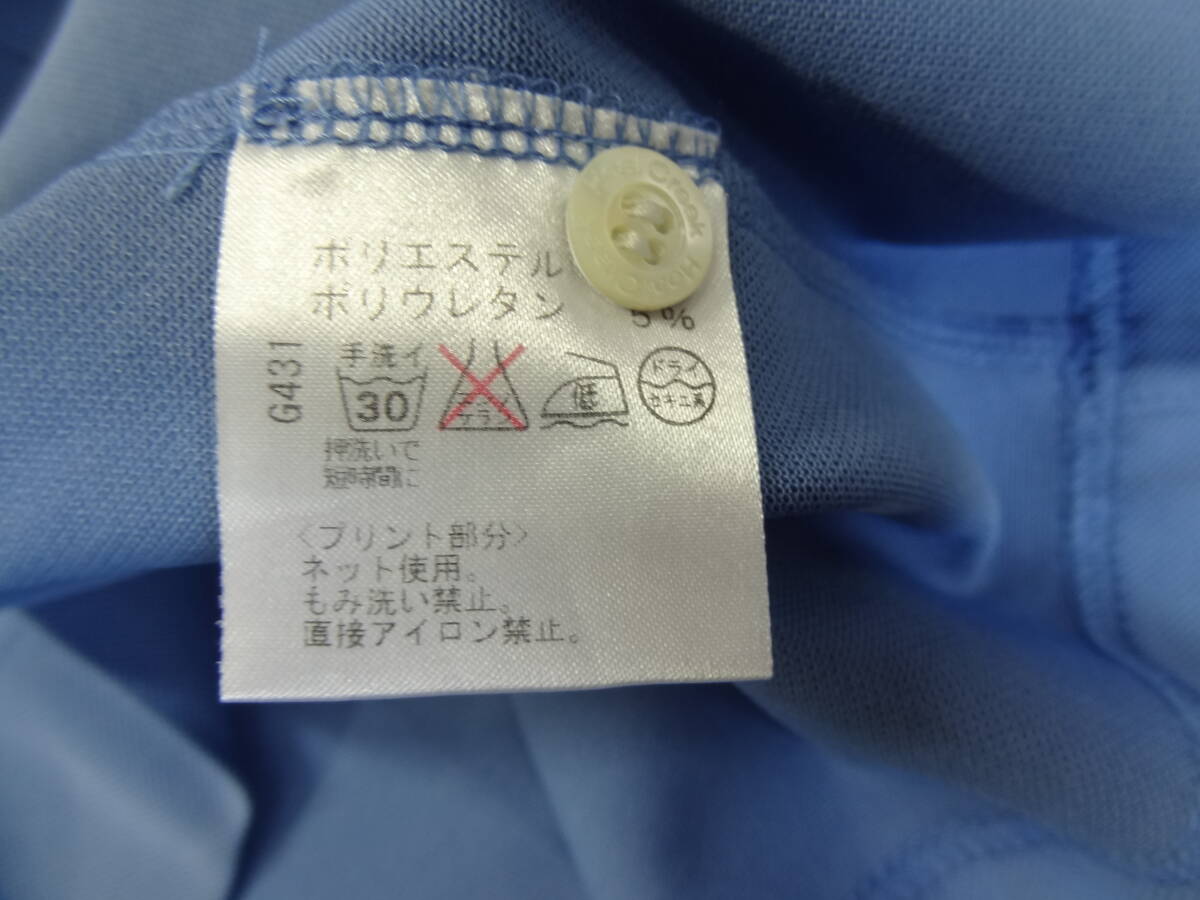 ポリエステル
ポリウレタン 5%
G431
手洗イ
30
低
ドライ
セキユ系
押洗いで
短時間に
〈プリント部分〉
ネット使用。
もみ洗い禁止。
直接アイロン禁止。